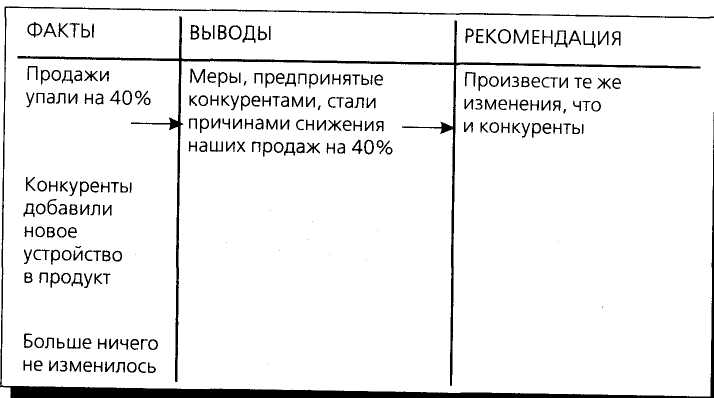 ФАКТЫ
Продажи
упали на 40%
Конкуренты
добавили
новое
устройство
в продукт
Больше ничего
не изменилось
ВЫВОДЫ
Меры, предпринятые
конкурентами, стали
причинами снижения
наших продаж на 40%
РЕКОМЕНДАЦИЯ
Произвести те же
изменения, что
и конкуренты